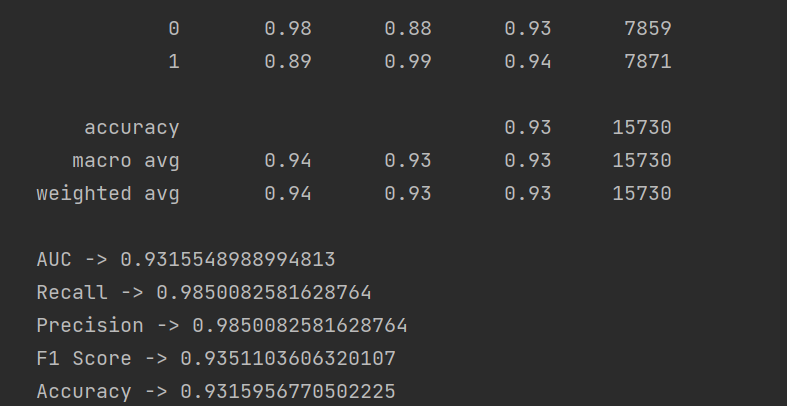 0 0.98 0.88 0.93 7859
1 0.89 0.99 0.94 7871
accuracy 0.93 15730
macro avg 0.94 0.93 0.93 15730
weighted avg 0.94 0.93 0.93 15730
AUC -> 0.9315548988994813
Recall -> 0.9850082581628764
Precision -> 0.9850082581628764
F1 Score -> 0.9351103606320107
Accuracy -> 0.9315956770502225